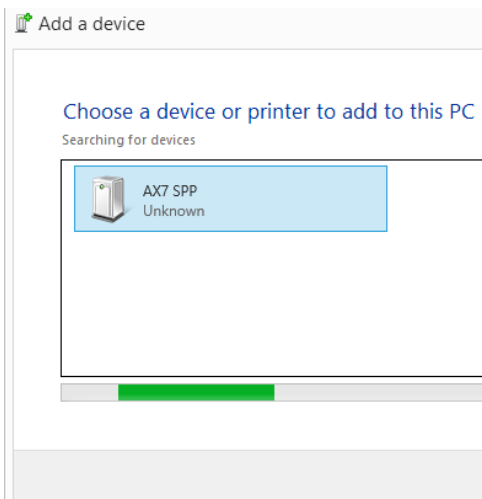 Add a device
Choose a device or printer to add to this PC
Searching for devices
AX7 SPP
Unknown